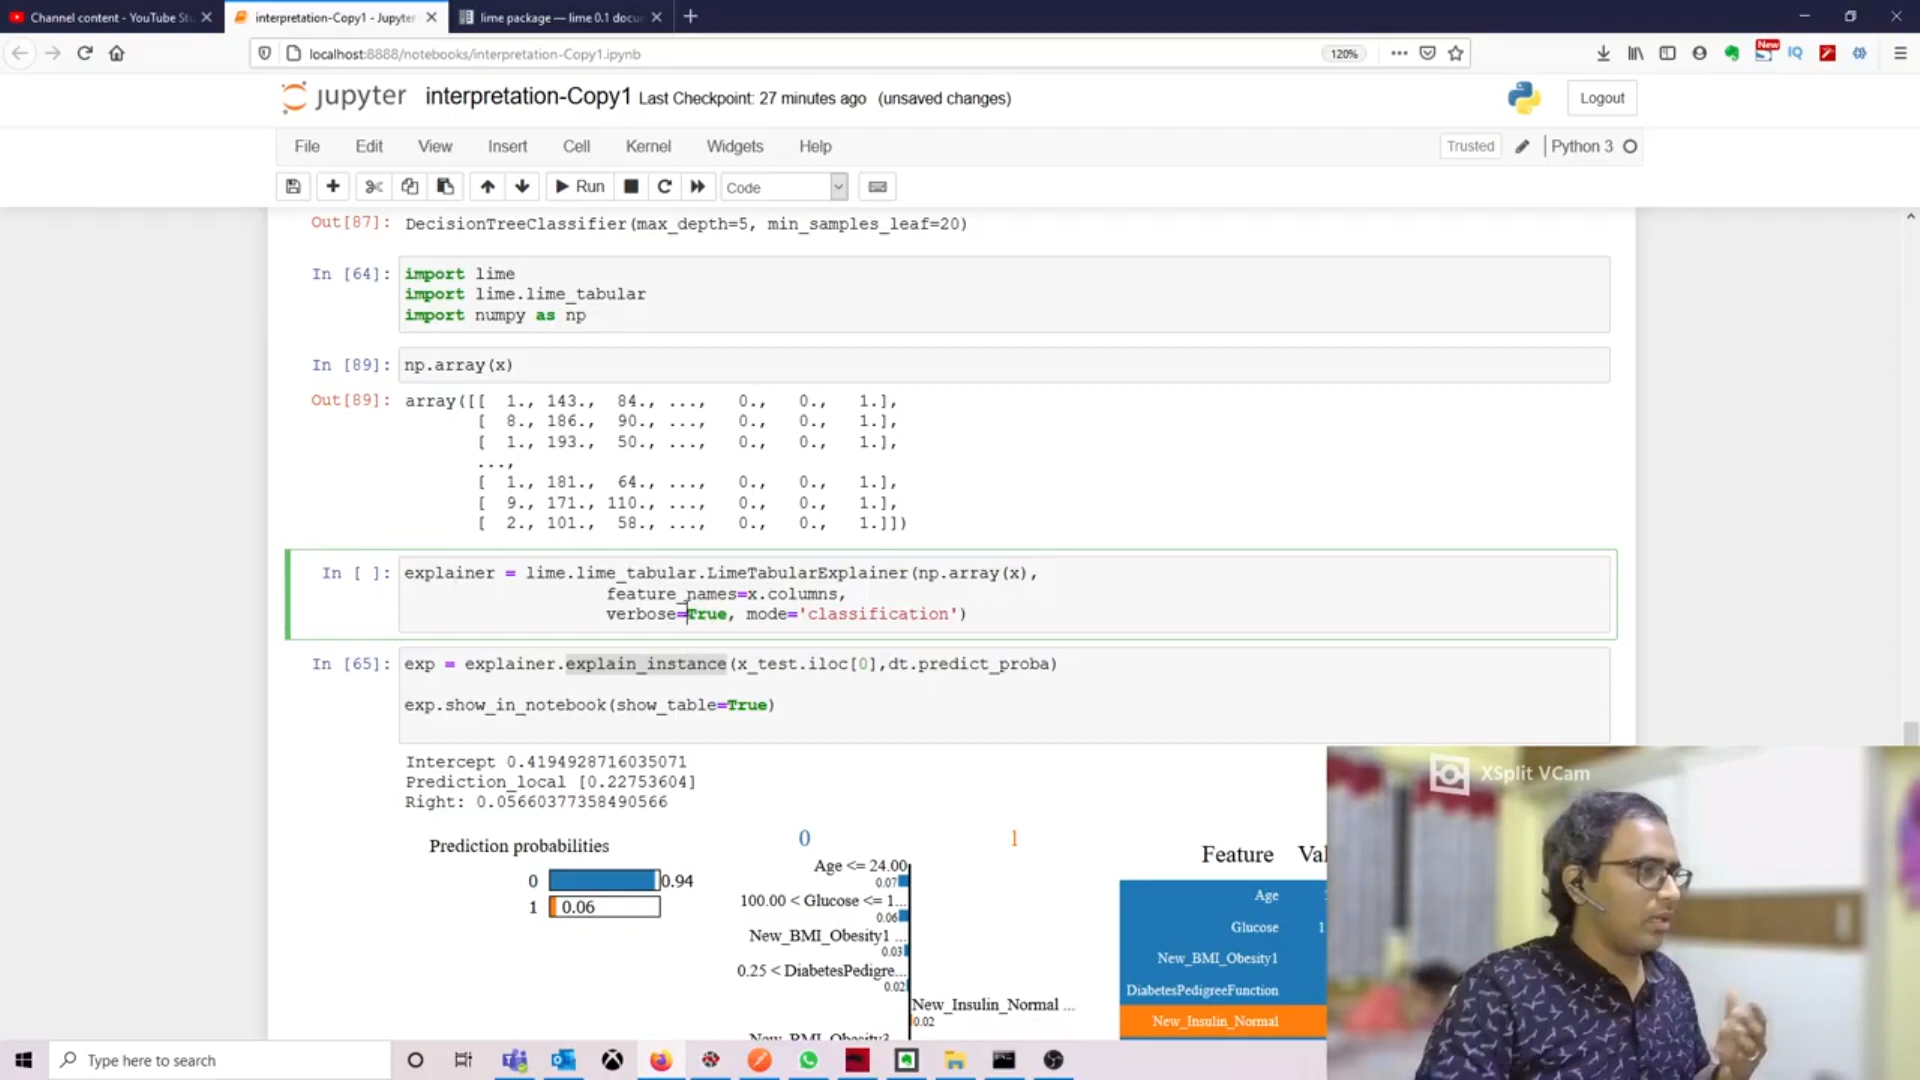 Channel content - YouTube St
interpretation-Copy1 - Jupyter
lime package — lime 0.1 docu
localhost:8888/notebooks/interpretation-Copy1.ipynb
120%
New
IQ
jupyter interpretation-Copy1 Last Checkpoint: 27 minutes ago (unsaved changes)
Logout
File Edit View Insert Cell Kernel Widgets Help
Trusted
Python 3
Run
Code
Out[87]: DecisionTreeClassifier(max_depth=5, min_samples_leaf=20)
In [64]: import lime
import lime.lime_tabular
import numpy as np
In [89]: np.array(x)
Out[89]: array([[ 1., 143., 84., ..., 0., 0., 1.],
[ 8., 186., 90., ..., 0., 0., 1.],
[ 1., 193., 50., ..., 0., 0., 1.],
...,
[ 1., 181., 64., ..., 0., 0., 1.],
[ 9., 171., 110., ..., 0., 0., 1.],
[ 2., 101., 58., ..., 0., 0., 1.]])
In [ ]: explainer = lime.lime_tabular.LimeTabularExplainer(np.array(x),
feature_names=x.columns,
verbose=True, mode='classification')
In [65]: exp = explainer.explain_instance(x_test.iloc[0],dt.predict_proba)
exp.show_in_notebook(show_table=True)
Intercept 0.4194928716035071
Prediction_local [0.22753604]
Right: 0.05660377358490566
Prediction probabilities
0 0.94
1 0.06
0 1
Age <= 24.00
0.07
100.00 < Glucose <= 1...
0.06
New_BMI_Obesity1 ...
0.03
0.25 < DiabetesPedigre...
0.02
New_Insulin_Normal ...
0.02
New_BMI_Obesity3
Feature Val
Age
Glucose 1
New_BMI_Obesity1
DiabetesPedigreeFunction
New_Insulin_Normal
XSplit VCam
Type here to search